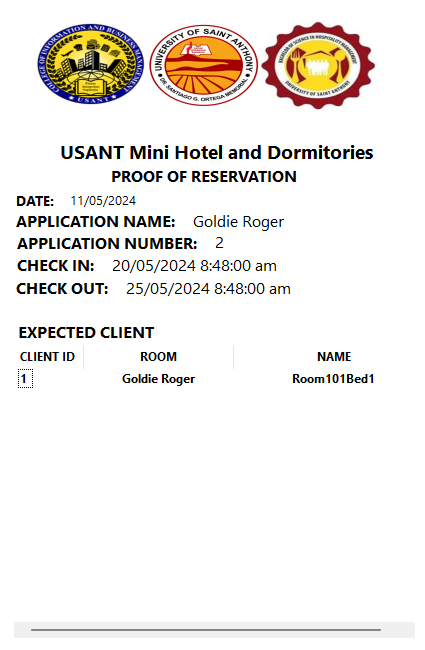 COLLEGE OF INFORMATION AND BUSINESS MANAGEMENT
USANT
UNIVERSITY OF SAINT ANTHONY
DR. SANTIAGO G. ORTEGA MEMORIAL
BACHELOR OF SCIENCE IN HOSPITALITY MANAGEMENT
UNIVERSITY OF SAINT ANTHONY
USANT Mini Hotel and Dormitories
PROOF OF RESERVATION
DATE: 11/05/2024
APPLICATION NAME: Goldie Roger
APPLICATION NUMBER: 2
CHECK IN: 20/05/2024 8:48:00 am
CHECK OUT: 25/05/2024 8:48:00 am
EXPECTED CLIENT
CLIENT ID ROOM NAME
1 Goldie Roger Room101Bed1